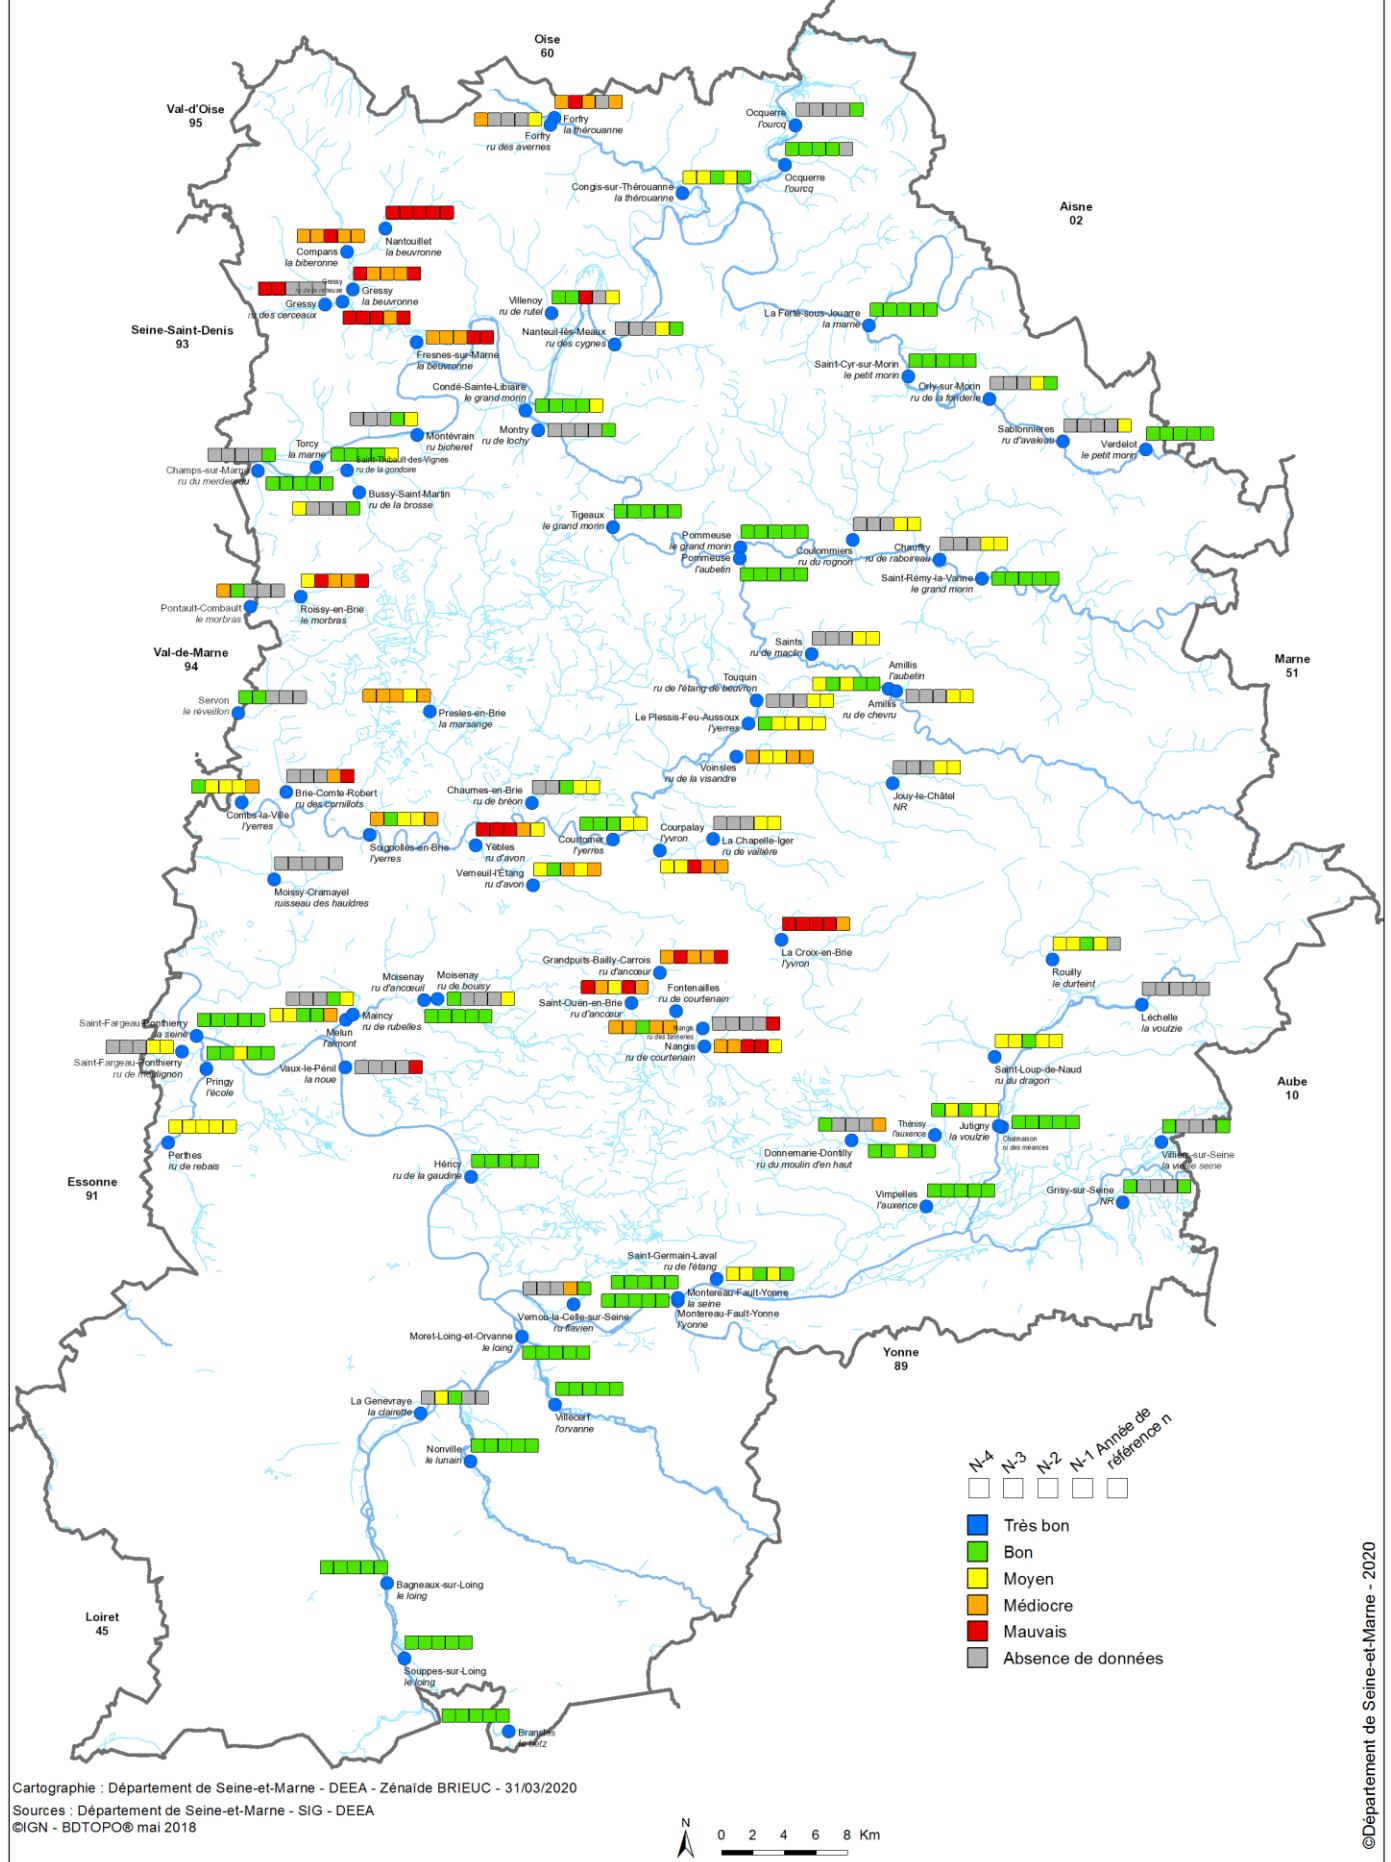 Oise
60
Val-d'Oise
95
Forfry
la thérouanne
Forfry
ru des avernes
Ocquerre
l'ourcq
Ocquerre
l'ourcq
Congis-sur-Thérouanne
la thérouanne
Aisne
02
Nantouillet
la beuvronne
Compans
la biberonne
Gressy
Gressy
la beuvronne
Gressy
ru des cerceaux
Villenoy
ru de rutel
Nanteuil-lès-Meaux
ru des cygnes
La Ferté-sous-Jouarre
la marne
Seine-Saint-Denis
93
Fresnes-sur-Marne
la beuvronne
Saint-Cyr-sur-Morin
le petit morin
Orly-sur-Morin
ru de la fonderie
Condé-Sainte-Libiaire
le grand morin
Montry
ru de lochy
Sablonnières
ru d'avaleau
Verdelot
le petit morin
Montévrain
ru bicheret
Torcy
la marne
Saint-Thibault-des-Vignes
ru de la gondoire
Champs-sur-Marne
ru du merdereau
Bussy-Saint-Martin
ru de la brosse
Tigeaux
le grand morin
Pommeuse
le grand morin
Pommeuse
l'aubetin
Coulommiers
ru du rognon
Chauffry
ru de raboireau
Saint-Rémy-la-Vanne
le grand morin
Pontault-Combault
le morbras
Roissy-en-Brie
le morbras
Val-de-Marne
94
Saints
ru de maclin
Marne
51
Amillis
l'aubetin
Amillis
ru de chevru
Touquin
ru de l'étang de beuvron
Servon
le réveillon
Presles-en-Brie
la marsange
Le Plessis-Feu-Aussoux
l'yerres
Voinsles
ru de la visandre
Jouy-le-Châtel
NR
Brie-Comte-Robert
ru des cornillots
Chaumes-en-Brie
ru de bréon
Combs-la-Ville
l'yerres
Soignolles-en-Brie
l'yerres
Yèbles
ru d'avon
Courtomer
l'yerres
Courpalay
l'yvron
La Chapelle-Iger
ru de vallière
Verneuil-l'Étang
ru d'avon
Moissy-Cramayel
ruisseau des hauldres
La Croix-en-Brie
l'yvron
Grandpuits-Bailly-Carrois
ru d'ancœur
Rouilly
le durteint
Moisenay
ru d'ancœuil
Moisenay
ru de bouisy
Saint-Ouen-en-Brie
ru d'ancœur
Fontenailles
ru de courtenain
Léchelle
la voulzie
Saint-Fargeau-Ponthierry
la seine
Melun
l'almont
Maincy
ru de rubelles
Nangis
ru des tanneries
Nangis
ru de courtenain
Saint-Fargeau-Ponthierry
ru de moulignon
Pringy
l'école
Vaux-le-Pénil
la noue
Saint-Loup-de-Naud
ru du dragon
Aube
10
Perthes
ru de rebais
Donnemarie-Dontilly
ru du moulin d'en haut
Thénisy
l'auxence
Jutigny
la voulzie
Chalmaison
ru des méances
Villiers-sur-Seine
la vieille seine
Essonne
91
Héricy
ru de la gaudine
Vimpelles
l'auxence
Grisy-sur-Seine
NR
Saint-Germain-Laval
ru de l'étang
Vernou-la-Celle-sur-Seine
ru flavien
Montereau-Fault-Yonne
la seine
Montereau-Fault-Yonne
l'yonne
Moret-Loing-et-Orvanne
le loing
Yonne
89
La Genevraye
la clairette
Villecerf
l'orvanne
Nonville
le lunain
Bagneaux-sur-Loing
le loing
Loiret
45
Souppes-sur-Loing
le loing
Bransles
le betz
N-4
N-3
N-2
N-1
Année de
référence n
Très bon
Bon
Moyen
Médiocre
Mauvais
Absence de données
Cartographie : Département de Seine-et-Marne - DEEA - Zénaïde BRIEUC - 31/03/2020
Sources : Département de Seine-et-Marne - SIG - DEEA
©IGN - BDTOPO® mai 2018
N
0 2 4 6 8 Km
©Département de Seine-et-Marne - 2020